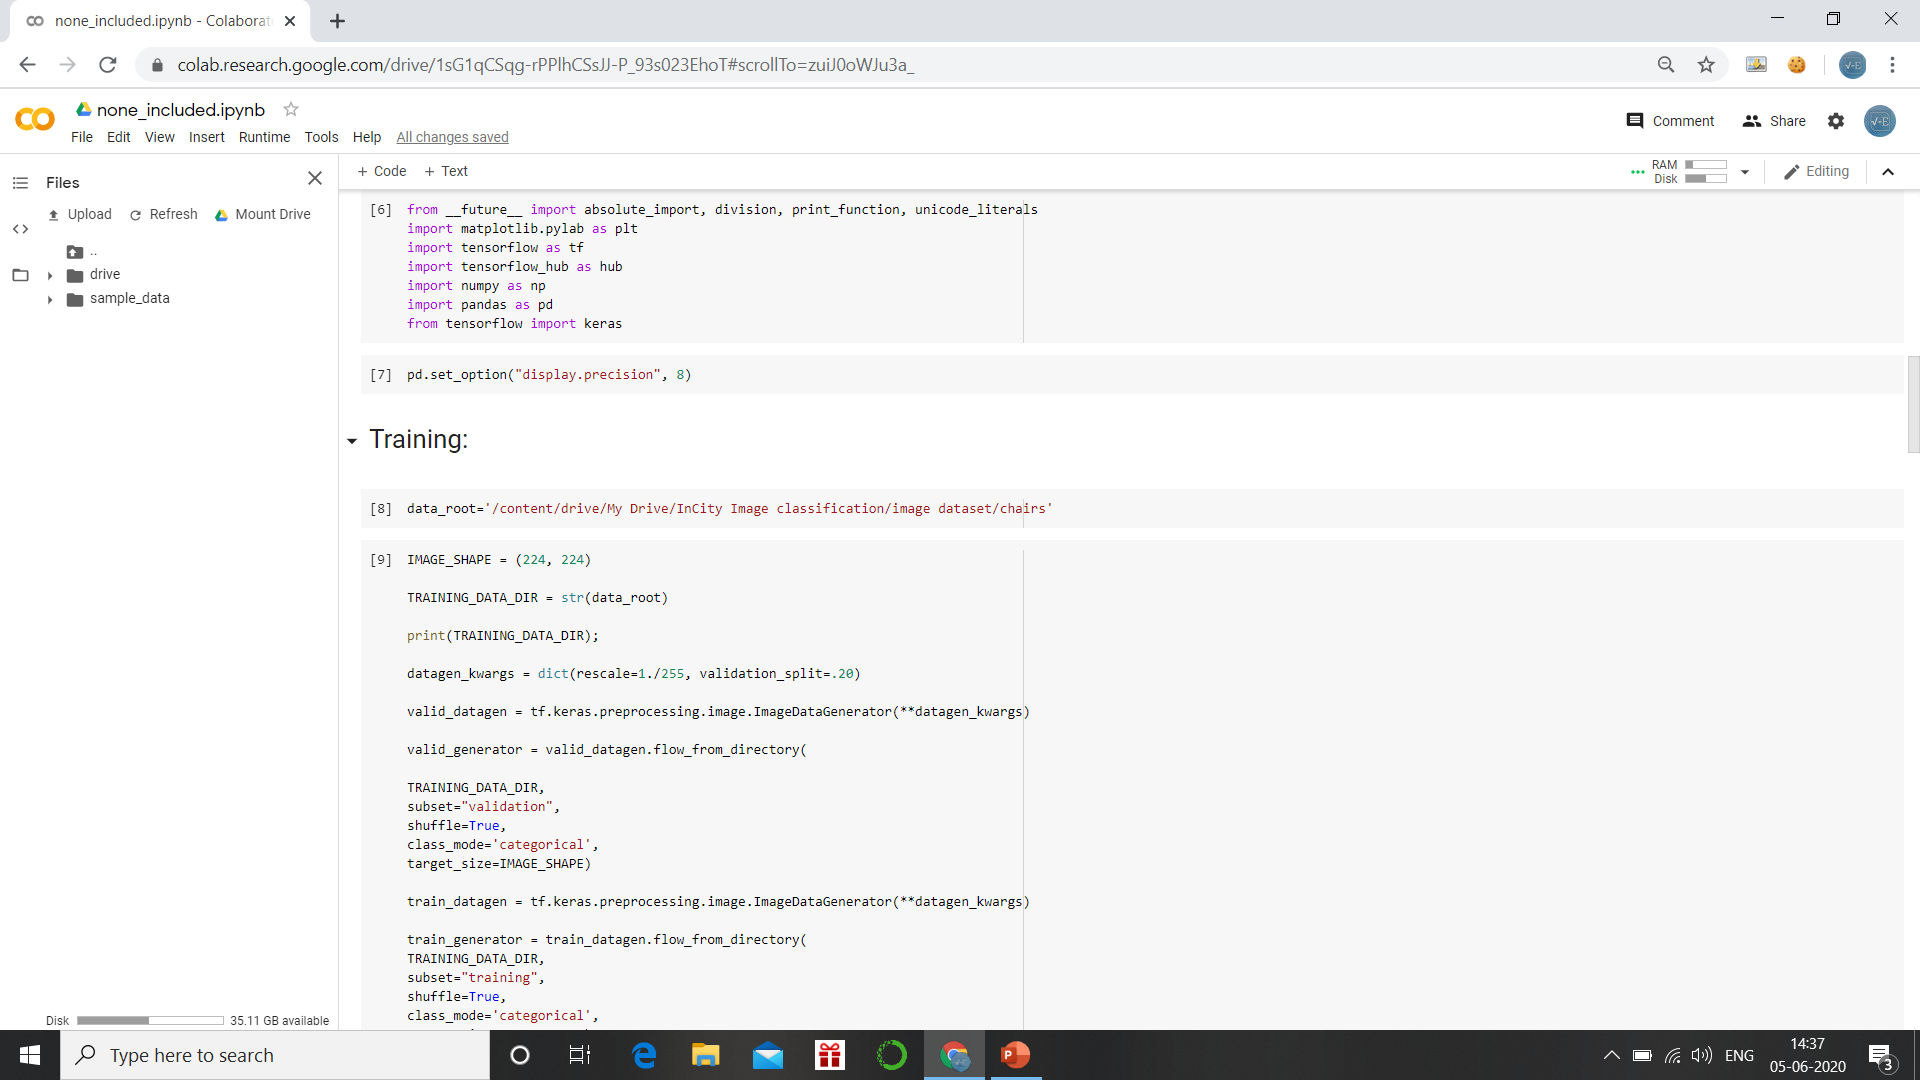 none_included.ipynb - Colaborat
colab.research.google.com/drive/1sG1qCSqg-rPPlhCSsJJ-P_93s023EhoT#scrollTo=zuiJ0oWJu3a_
none_included.ipynb
File Edit View Insert Runtime Tools Help All changes saved
Comment Share
+ Code + Text
RAM
Disk
Editing
Files
Upload Refresh Mount Drive
..
drive
sample_data
[6] from __future__ import absolute_import, division, print_function, unicode_literals
import matplotlib.pylab as plt
import tensorflow as tf
import tensorflow_hub as hub
import numpy as np
import pandas as pd
from tensorflow import keras
[7] pd.set_option("display.precision", 8)
Training:
[8] data_root='/content/drive/My Drive/InCity Image classification/image dataset/chairs'
[9] IMAGE_SHAPE = (224, 224)
TRAINING_DATA_DIR = str(data_root)
print(TRAINING_DATA_DIR);
datagen_kwargs = dict(rescale=1./255, validation_split=.20)
valid_datagen = tf.keras.preprocessing.image.ImageDataGenerator(**datagen_kwargs)
valid_generator = valid_datagen.flow_from_directory(
TRAINING_DATA_DIR,
subset="validation",
shuffle=True,
class_mode='categorical',
target_size=IMAGE_SHAPE)
train_datagen = tf.keras.preprocessing.image.ImageDataGenerator(**datagen_kwargs)
train_generator = train_datagen.flow_from_directory(
TRAINING_DATA_DIR,
subset="training",
shuffle=True,
class_mode='categorical',
Disk 35.11 GB available
Type here to search
ENG
14:37
05-06-2020
3